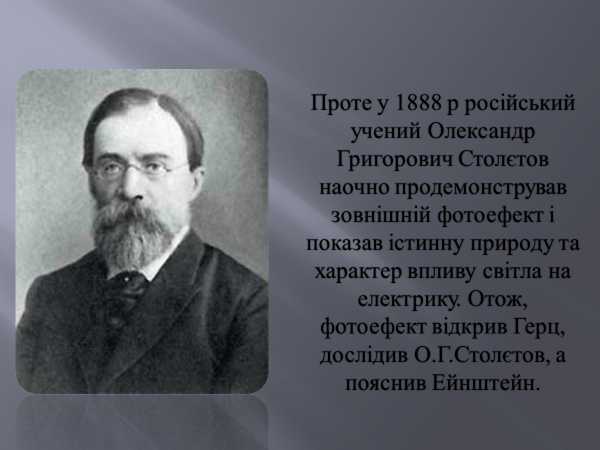 Проте у 1888 р російський
учений Олександр
Григорович Столєтов
наочно продемонстрував
зовнішній фотоефект і
показав істинну природу та
характер впливу світла на
електрику. Отож,
фотоефект відкрив Герц,
дослідив О.Г.Столєтов, а
пояснив Ейнштейн.